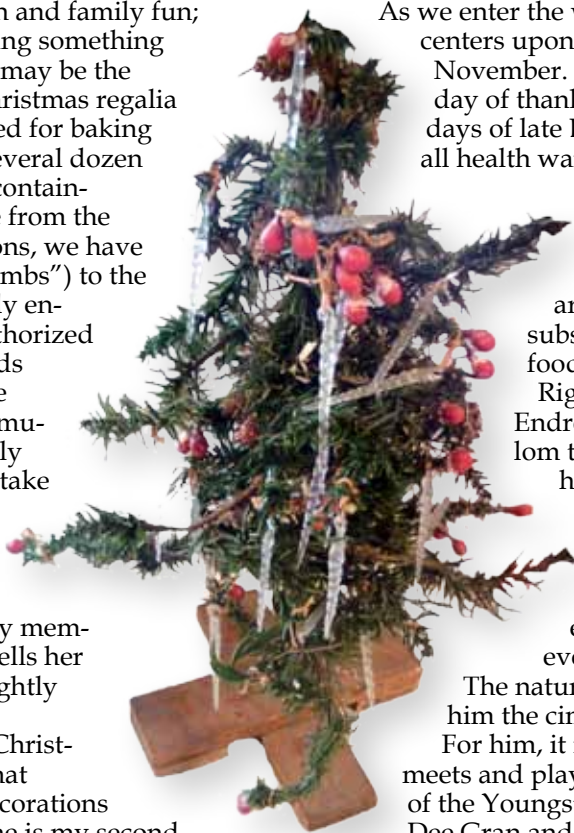 n and family fun;
ing something
may be the
hristmas regalia
ed for baking
everal dozen
contain-
e from the
ons, we have
mbs”) to the
ly en-
thorized
ds
e
mu-
ly
take
y mem-
ells her
ghtly
Christ-
hat
corations
ne is my second
As we enter the w
centers upon
November.
day of thank
days of late
all health wa
an
subs
food
Rig
Endr
lom t
h
e
eve
The natur
him the cir
For him, it i
meets and play
of the Youngs
Dee Gran and